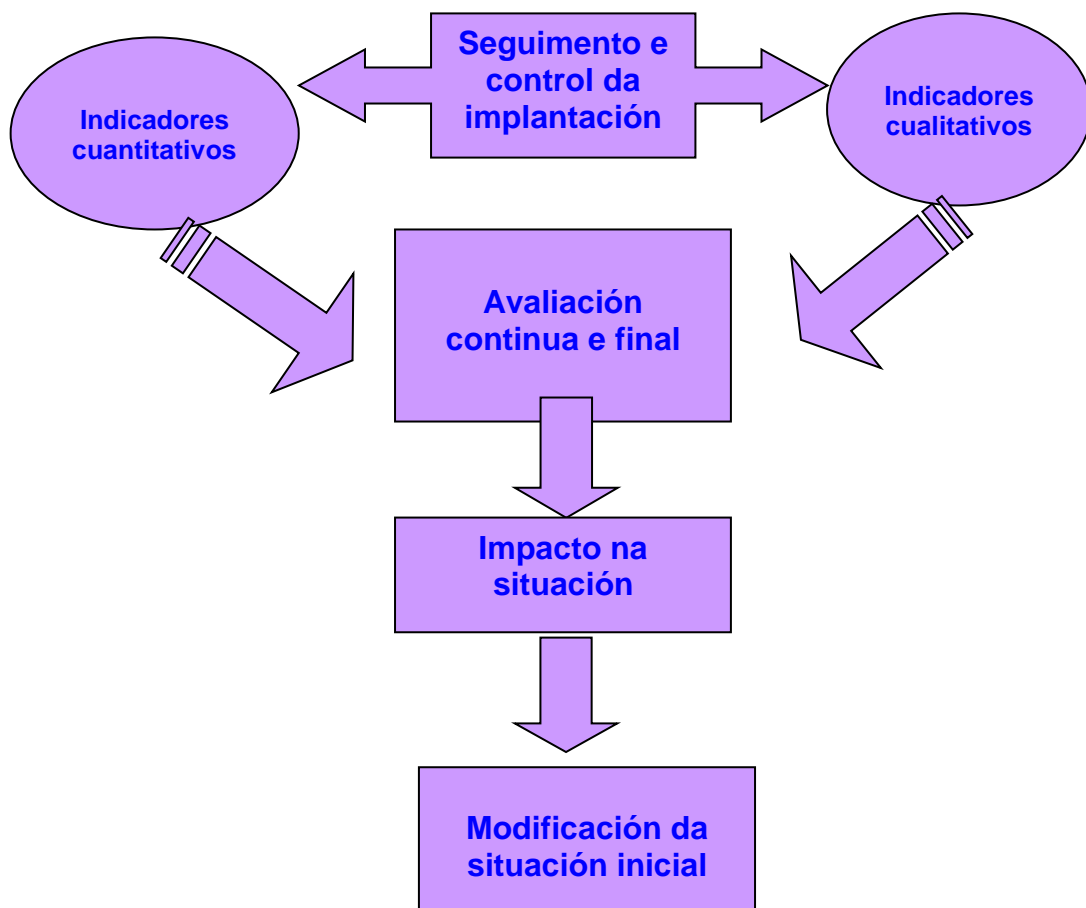 Seguimento e
control da
implantación
Indicadores
cuantitativos
Indicadores
cualitativos
Avaliación
continua e final
Impacto na
situación
Modificación da
situación inicial